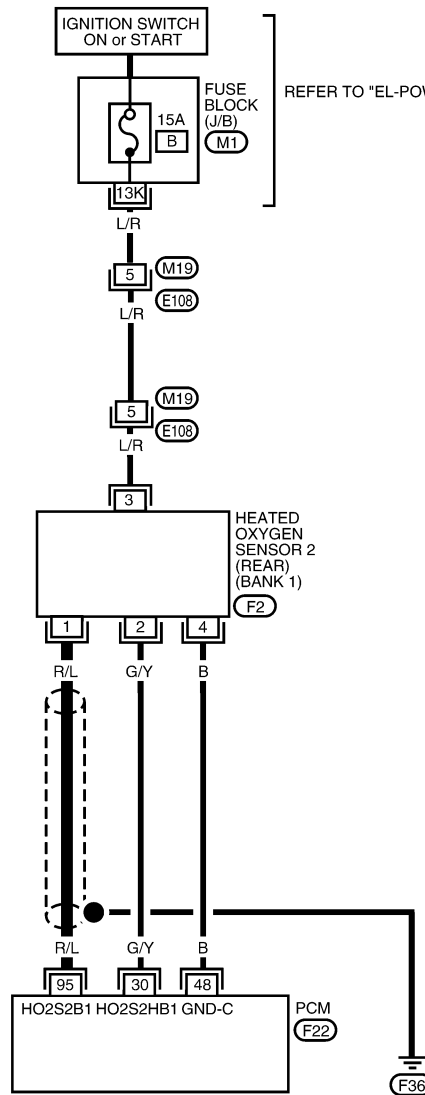 IGNITION SWITCH
ON or START
FUSE
BLOCK
(J/B)
M1
15A
B
REFER TO "EL-POW
13K
L/R
5
M19
E108
L/R
5
M19
E108
L/R
3
HEATED
OXYGEN
SENSOR 2
(REAR)
(BANK 1)
F2
1 2 4
R/L G/Y B
R/L G/Y B
95 30 48
HO2S2B1 HO2S2HB1 GND-C
PCM
F22
F36